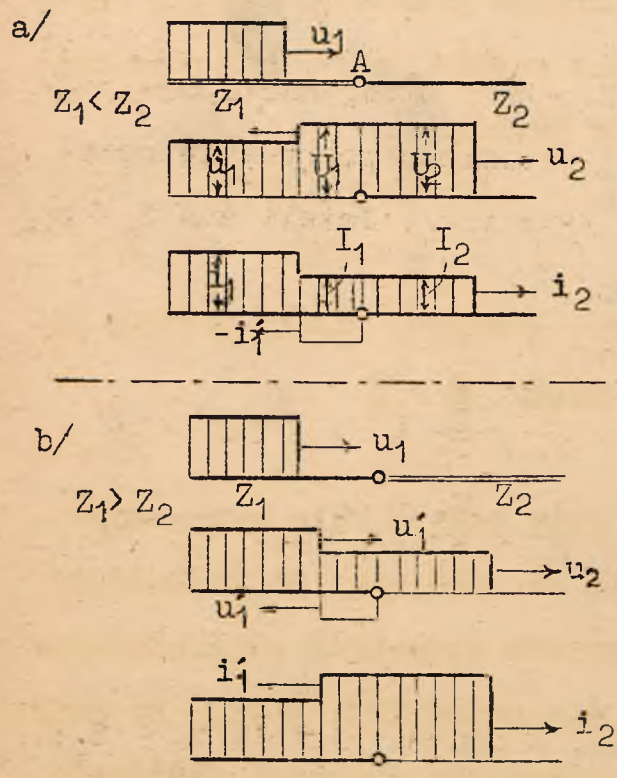 a/
u₁
A
Z₁ < Z₂ Z₁ Z₂
u₁ U₁ U₂ u₂
I₁ I₂
i₂
-i₁′
b/
u₁
Z₁ > Z₂ Z₁ Z₂
u₁′
u₂
u₁′
i₁′
i₂